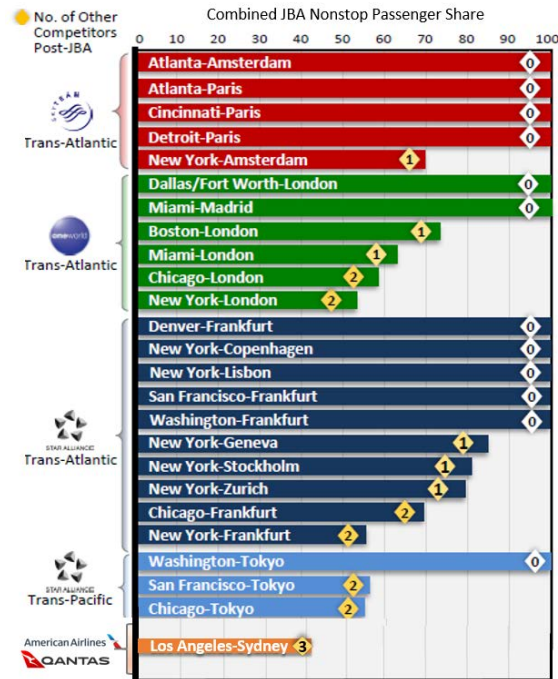 No. of Other
Competitors
Post-JBA
Combined JBA Nonstop Passenger Share
0 10 20 30 40 50 60 70 80 90 100
SKYTEAM
Trans-Atlantic
Atlanta-Amsterdam 0
Atlanta-Paris 0
Cincinnati-Paris 0
Detroit-Paris 0
New York-Amsterdam 1
oneworld
Trans-Atlantic
Dallas/Fort Worth-London 0
Miami-Madrid 0
Boston-London 1
Miami-London 1
Chicago-London 2
New York-London 2
STAR ALLIANCE
Trans-Atlantic
Denver-Frankfurt 0
New York-Copenhagen 0
New York-Lisbon 0
San Francisco-Frankfurt 0
Washington-Frankfurt 0
New York-Geneva 1
New York-Stockholm 1
New York-Zurich 1
Chicago-Frankfurt 2
New York-Frankfurt 2
STAR ALLIANCE
Trans-Pacific
Washington-Tokyo 0
San Francisco-Tokyo 2
Chicago-Tokyo 2
American Airlines
QANTAS
Los Angeles-Sydney 3